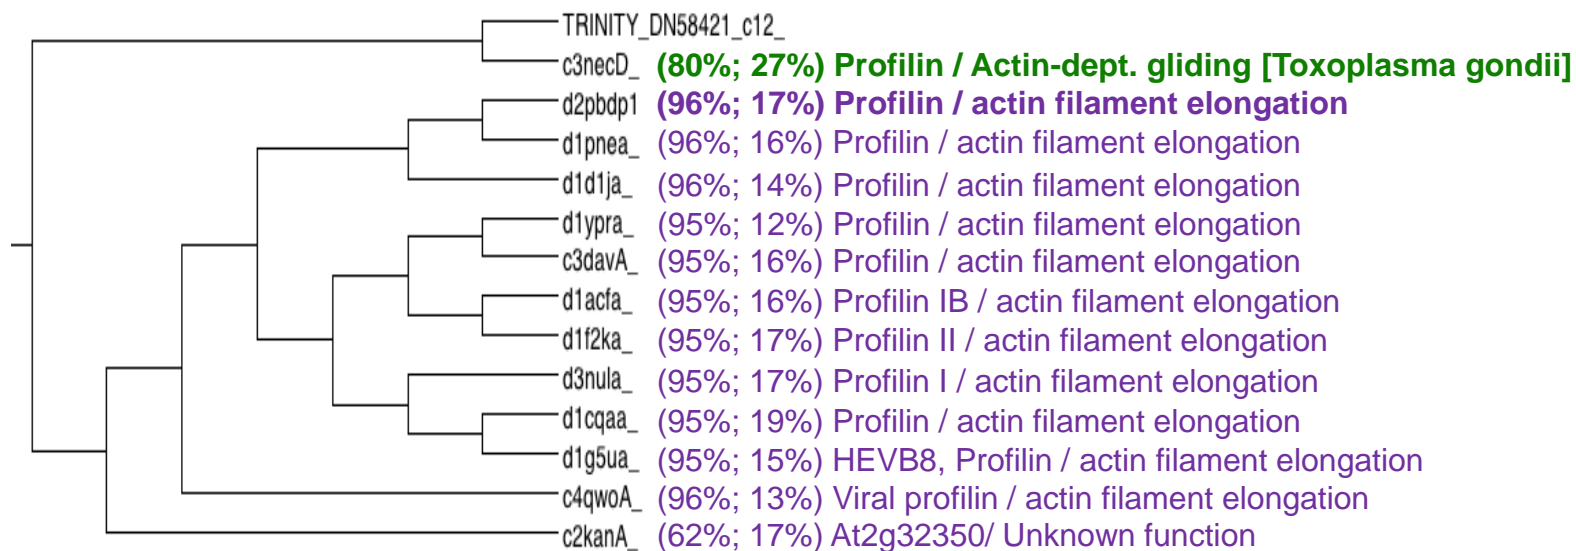 TRINITY_DN58421_c12_
c3necD_ (80%; 27%) Profilin / Actin-dept. gliding [Toxoplasma gondii]
d2pbdp1 (96%; 17%) Profilin / actin filament elongation
d1pnea_ (96%; 16%) Profilin / actin filament elongation
d1d1ja_ (96%; 14%) Profilin / actin filament elongation
d1ypra_ (95%; 12%) Profilin / actin filament elongation
c3davA_ (95%; 16%) Profilin / actin filament elongation
d1acfa_ (95%; 16%) Profilin IB / actin filament elongation
d1f2ka_ (95%; 17%) Profilin II / actin filament elongation
d3nula_ (95%; 17%) Profilin I / actin filament elongation
d1cqaa_ (95%; 19%) Profilin / actin filament elongation
d1g5ua_ (95%; 15%) HEVB8, Profilin / actin filament elongation
c4qwoA_ (96%; 13%) Viral profilin / actin filament elongation
c2kanA_ (62%; 17%) At2g32350/ Unknown function